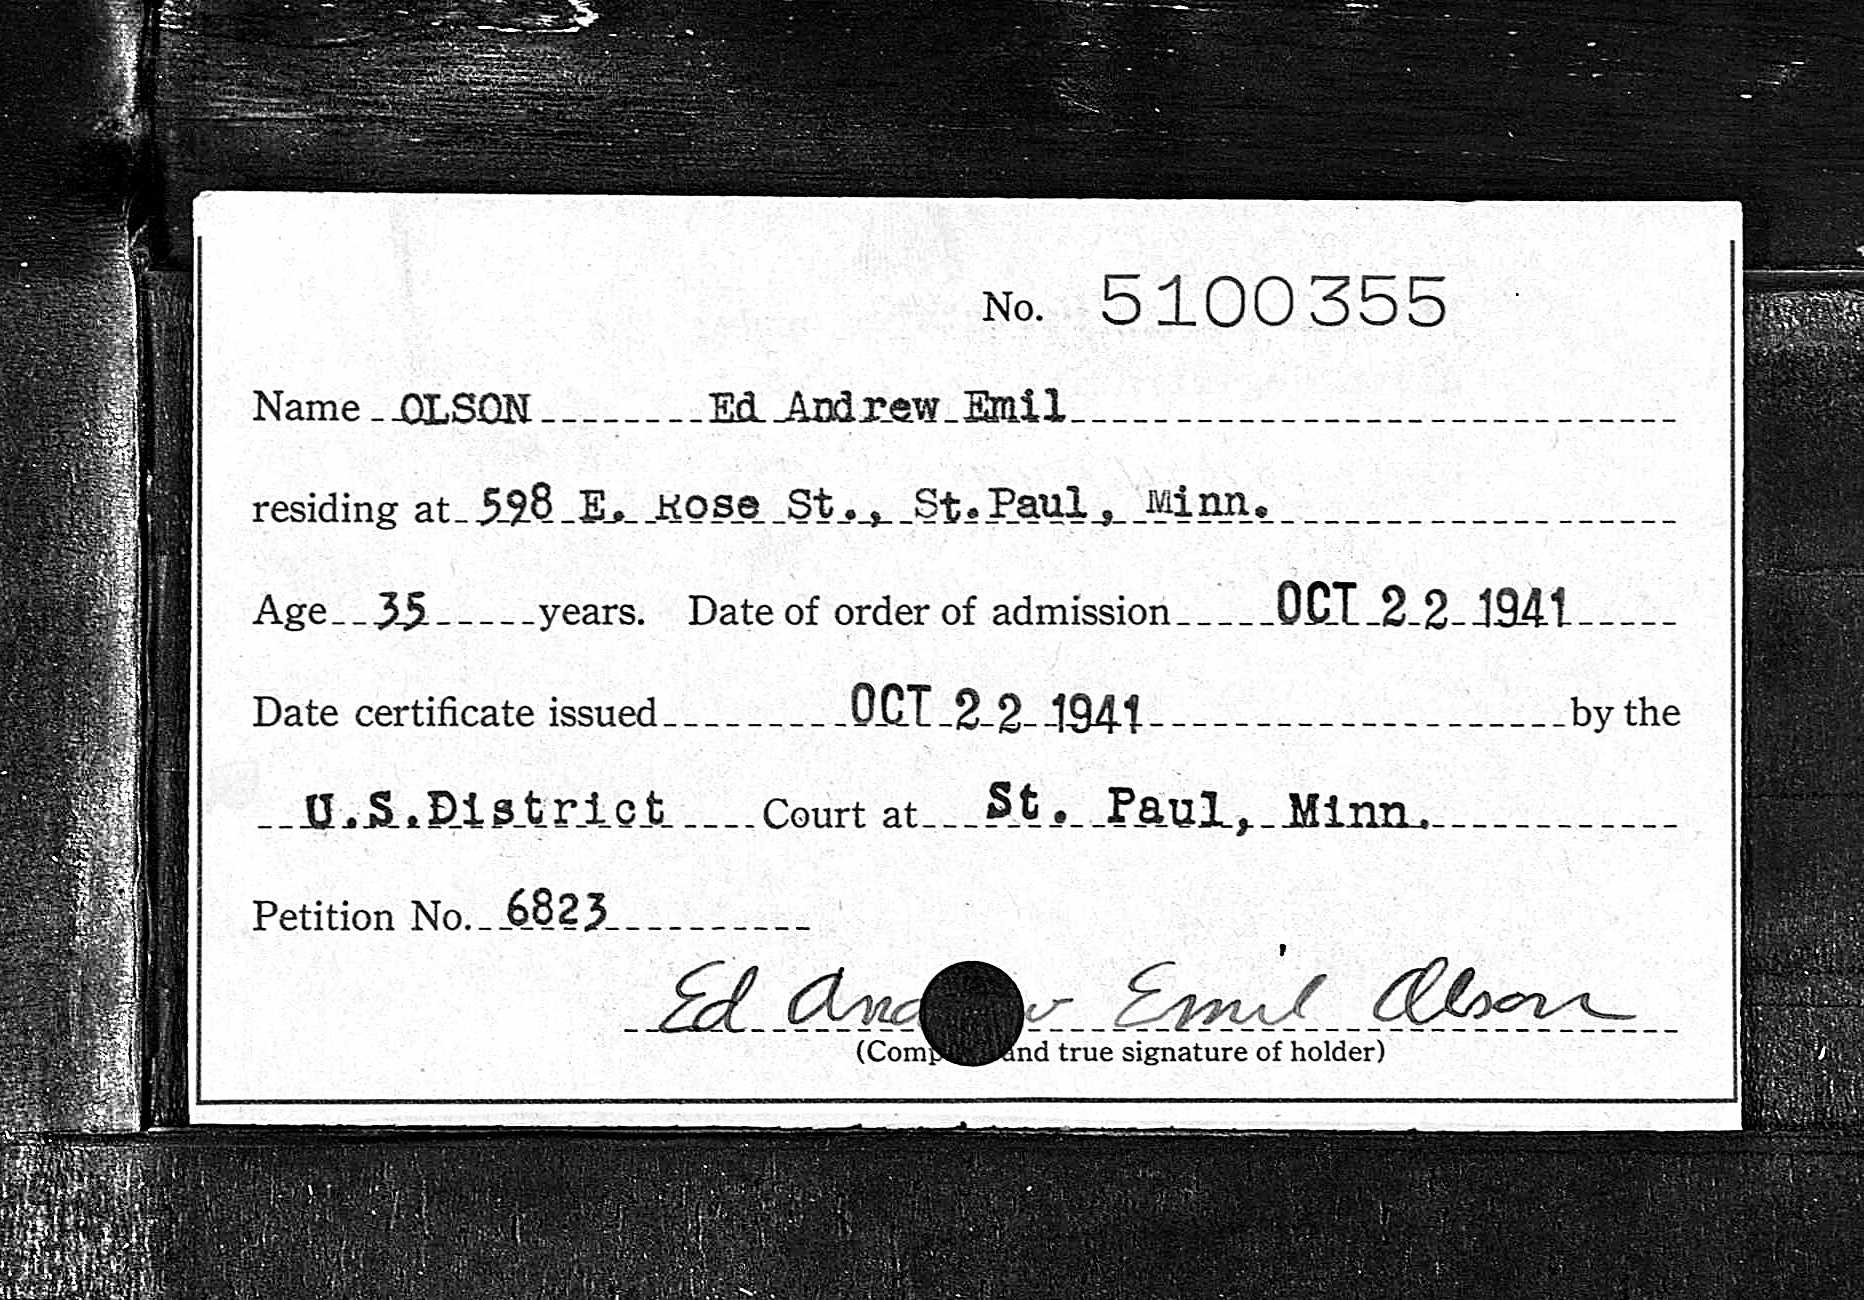 No. 5100355
Name OLSON Ed Andrew Emil
residing at 598 E. Rose St., St.Paul, Minn.
Age 35 years. Date of order of admission OCT 22 1941
Date certificate issued OCT 22 1941 by the
U.S.District Court at St. Paul, Minn.
Petition No. 6823
Ed Emil Olson
and true signature of holder)